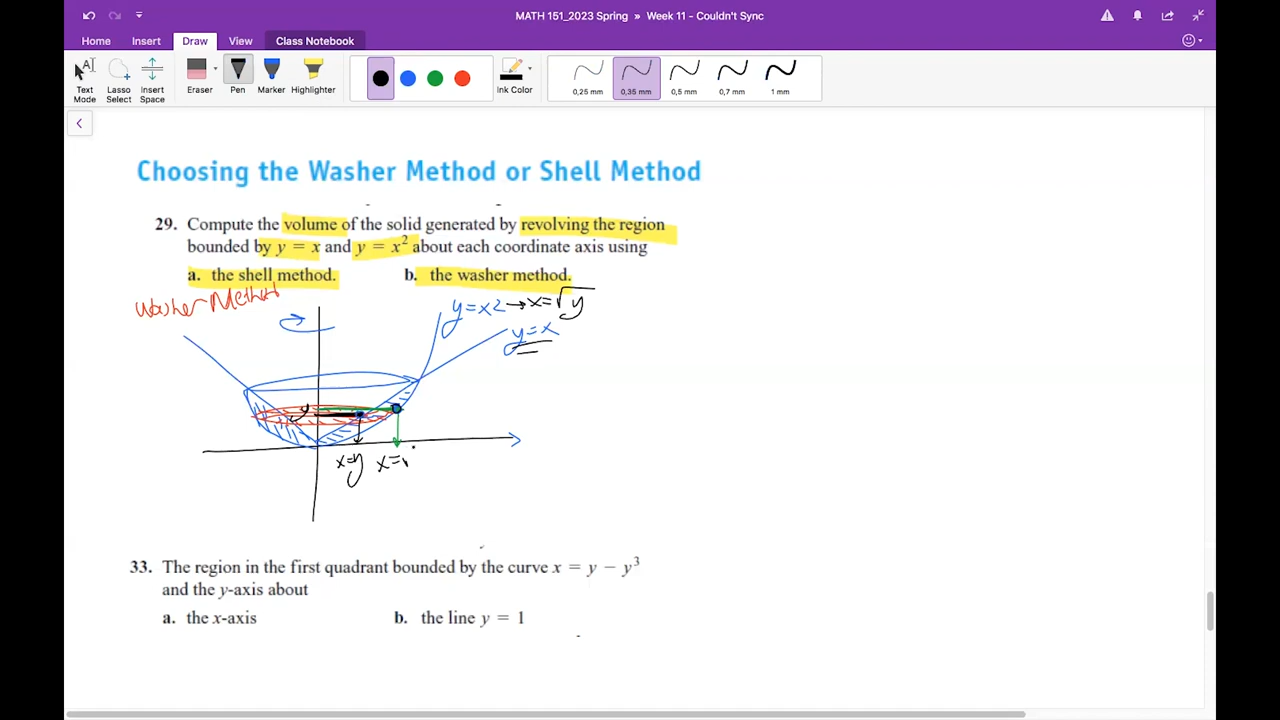 MATH 151_2023 Spring » Week 11 - Couldn't Sync
Home Insert Draw View Class Notebook
Text Mode
Lasso Select
Insert Space
Eraser
Pen
Marker
Highlighter
Ink Color
0,25 mm
0,35 mm
0,5 mm
0,7 mm
1 mm
Choosing the Washer Method or Shell Method
29. Compute the volume of the solid generated by revolving the region
bounded by y = x and y = x² about each coordinate axis using
a. the shell method. b. the washer method.
Washer Method
y=x2 → x=√y
y=x
y
x=y x=
33. The region in the first quadrant bounded by the curve x = y − y³
and the y-axis about
a. the x-axis b. the line y = 1